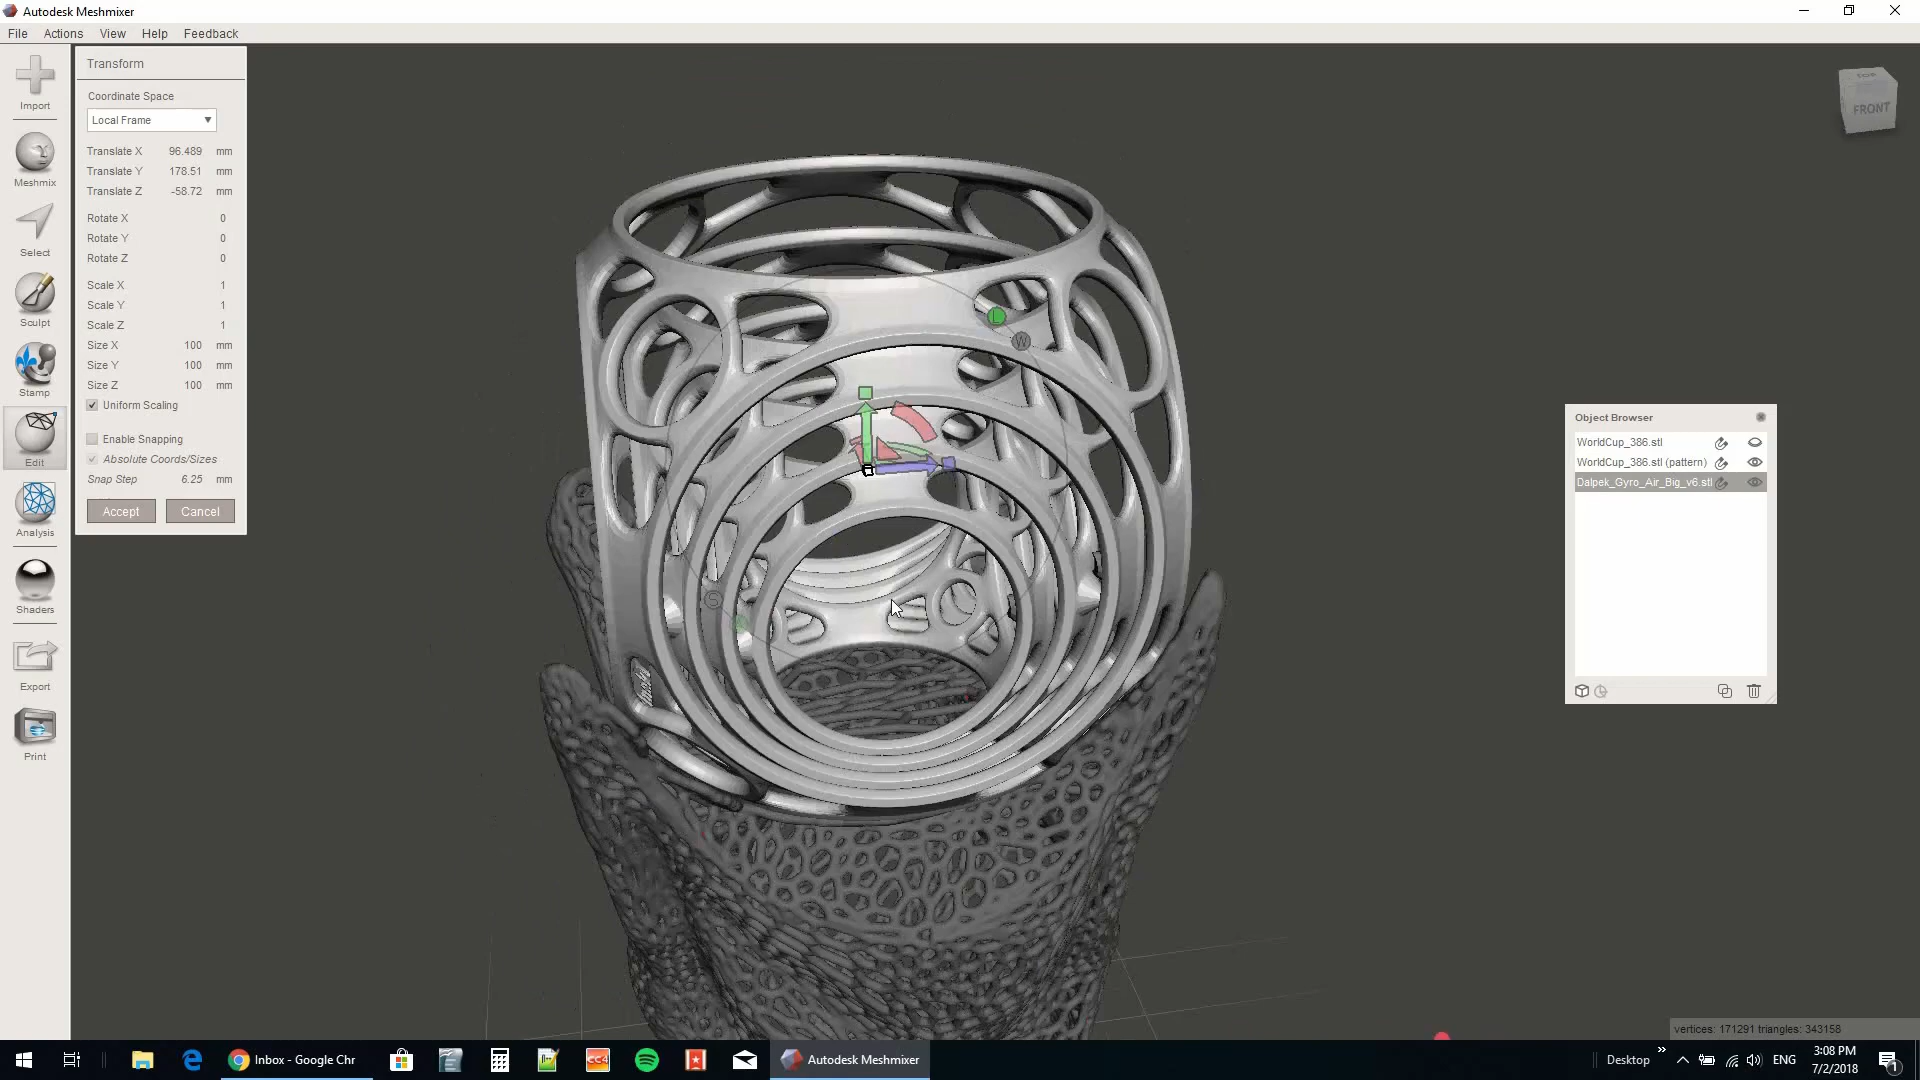 Autodesk Meshmixer
File Actions View Help Feedback
Import
Meshmix
Select
Sculpt
Stamp
Edit
Analysis
Shaders
Export
Print
Transform
Coordinate Space
Local Frame
Translate X 96.489 mm
Translate Y 178.51 mm
Translate Z -58.72 mm
Rotate X 0
Rotate Y 0
Rotate Z 0
Scale X 1
Scale Y 1
Scale Z 1
Size X 100 mm
Size Y 100 mm
Size Z 100 mm
Uniform Scaling
Enable Snapping
Absolute Coords/Sizes
Snap Step 6.25 mm
Accept Cancel
TOP
FRONT
L
W
S
Object Browser
WorldCup_386.stl
WorldCup_386.stl (pattern)
Dalpek_Gyro_Air_Big_v6.stl
vertices: 171291 triangles: 343158
Inbox - Google Chr
CC4
Autodesk Meshmixer
Desktop
ENG
3:08 PM
7/2/2018
1